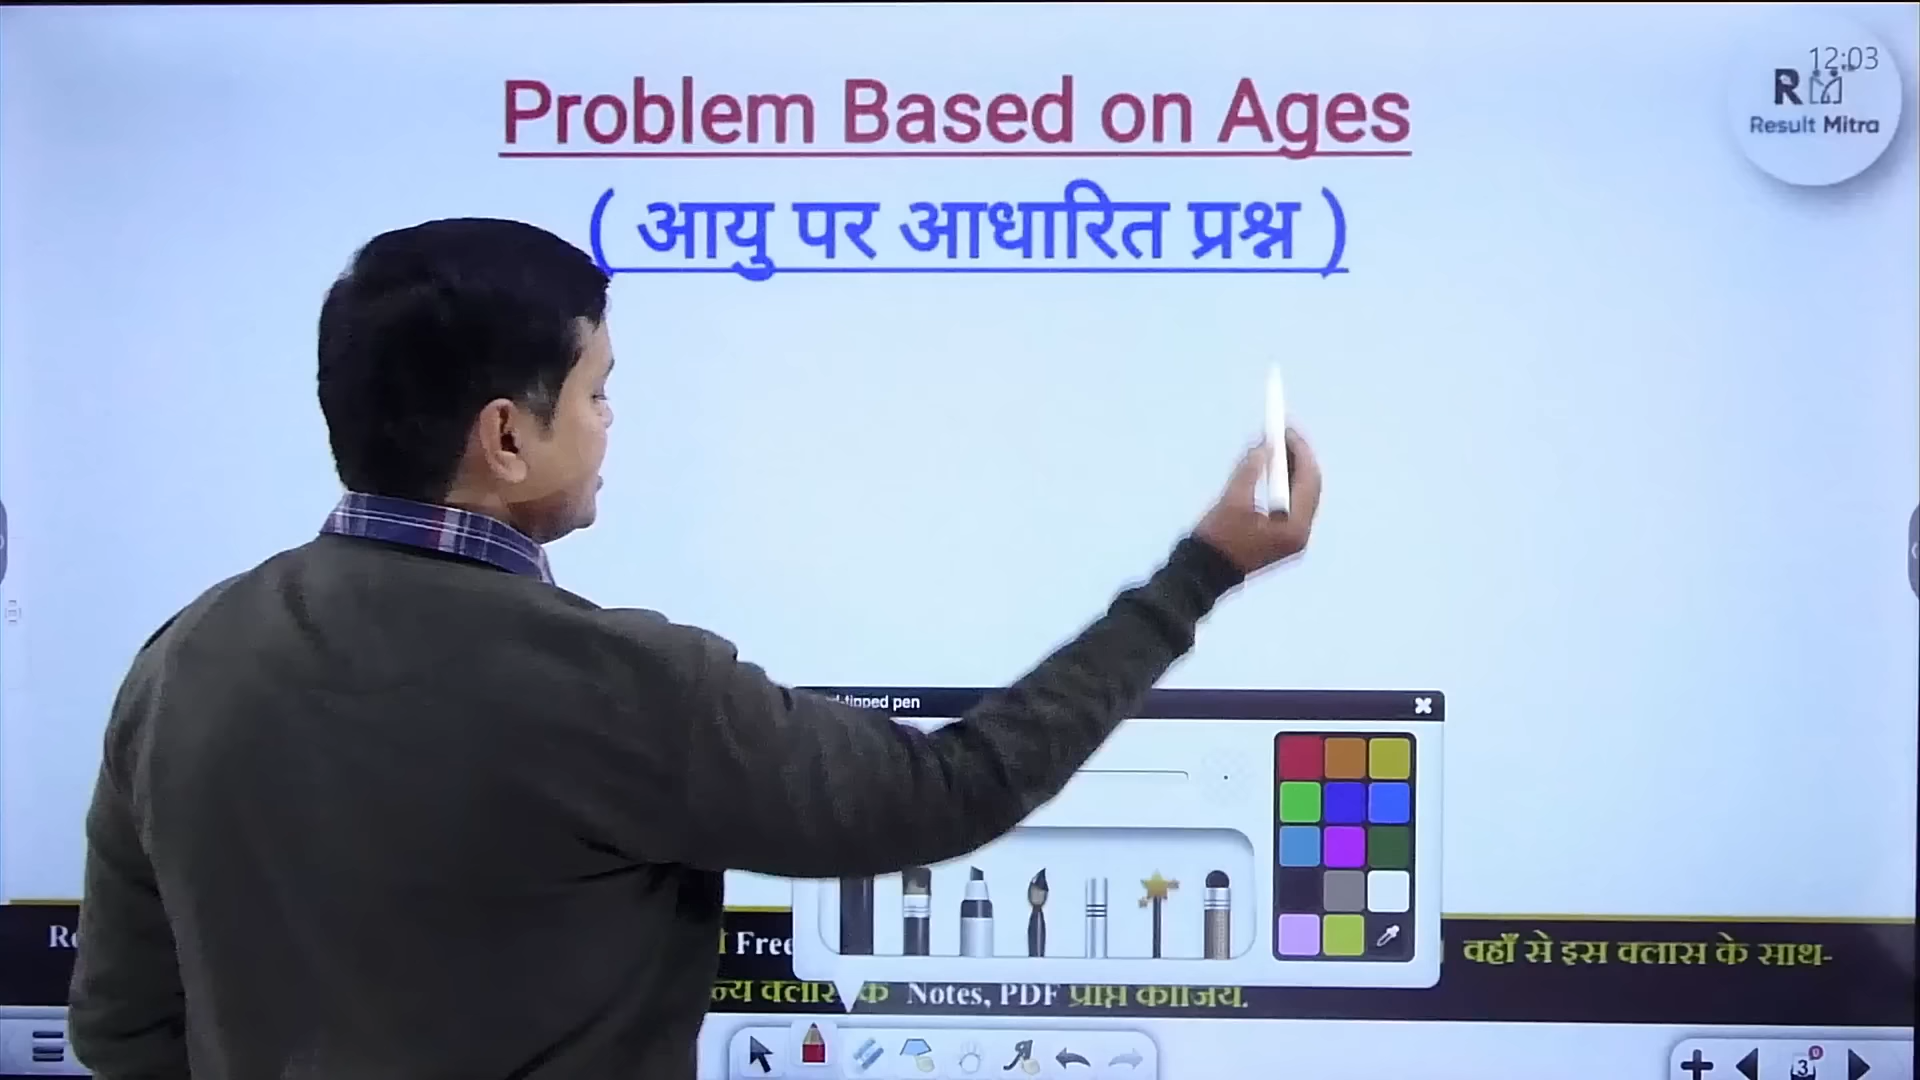 12:03
Result Mitra
Problem Based on Ages
( आयु पर आधारित प्रश्न )
-tipped pen
Free
वहाँ से इस क्लास के साथ-
Notes, PDF प्राप्त कीजिये.
3